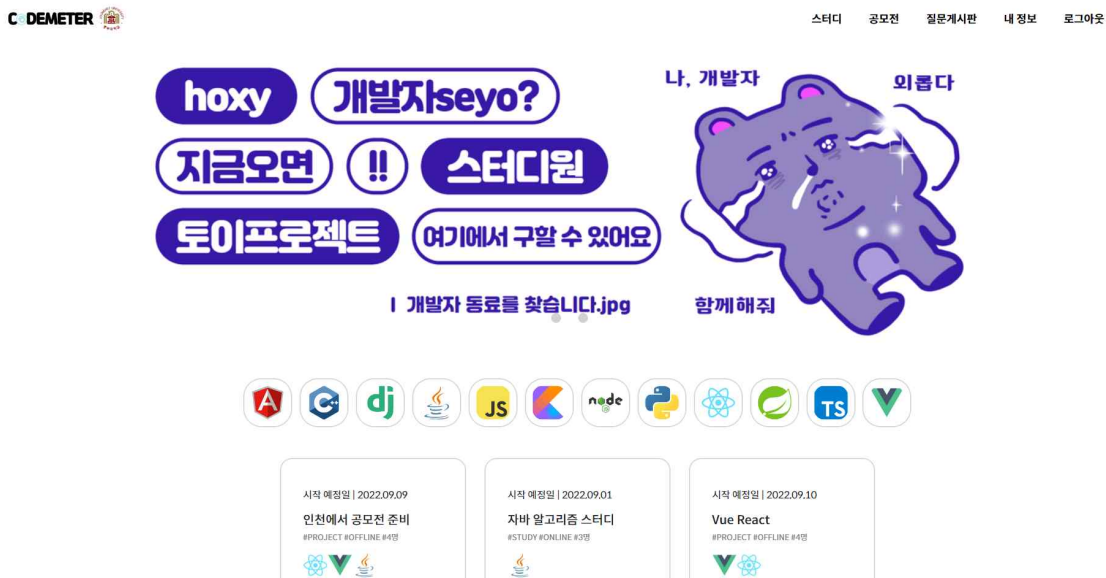 CODEMETER
스터디 공모전 질문게시판 내 정보 로그아웃
hoxy 개발자seyo?
지금오면 !! 스터디원
토이프로젝트 여기에서 구할 수 있어요
I 개발자 동료를 찾습니다.jpg
나, 개발자 외롭다
함께해줘
A C++ dj JS node TS
시작 예정일 | 2022.09.09
인천에서 공모전 준비
#PROJECT #OFFLINE #4명
시작 예정일 | 2022.09.01
자바 알고리즘 스터디
#STUDY #ONLINE #3명
시작 예정일 | 2022.09.10
Vue React
#PROJECT #OFFLINE #4명